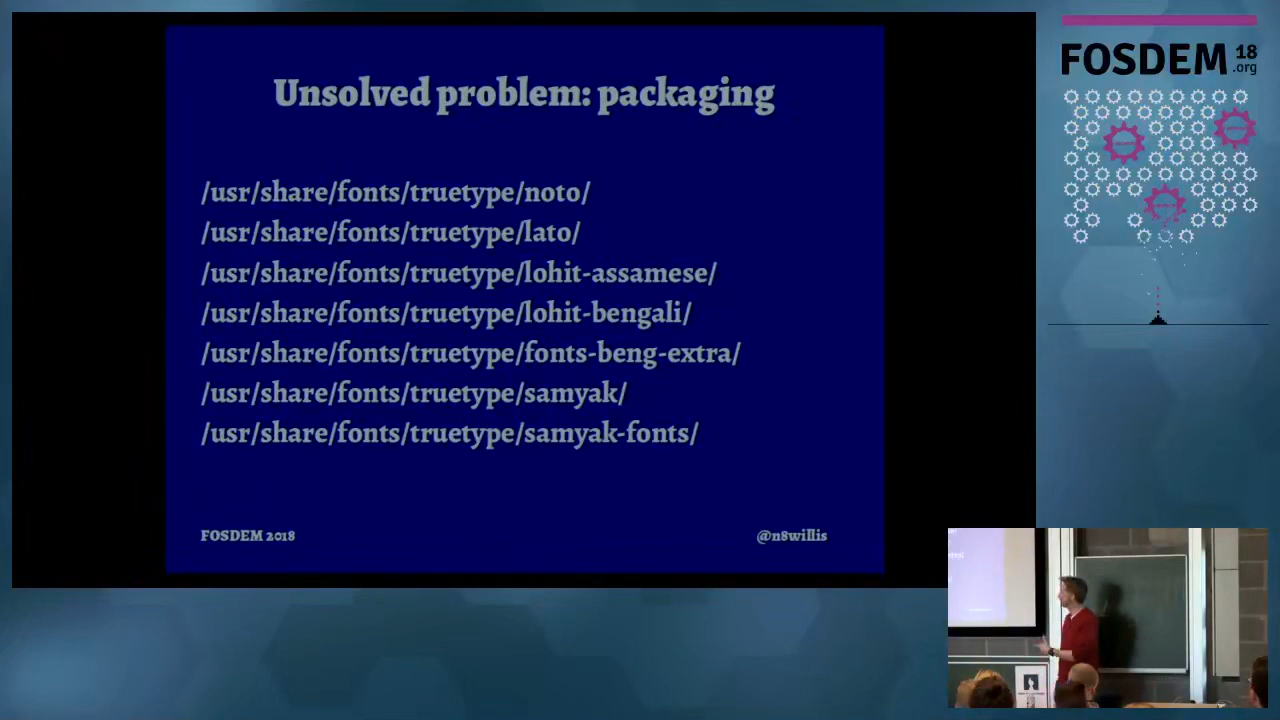 Unsolved problem: packaging
/usr/share/fonts/truetype/noto/
/usr/share/fonts/truetype/lato/
/usr/share/fonts/truetype/lohit-assamese/
/usr/share/fonts/truetype/lohit-bengali/
/usr/share/fonts/truetype/fonts-beng-extra/
/usr/share/fonts/truetype/samyak/
/usr/share/fonts/truetype/samyak-fonts/
FOSDEM 2018
@n8willis
FOSDEM 18
.org